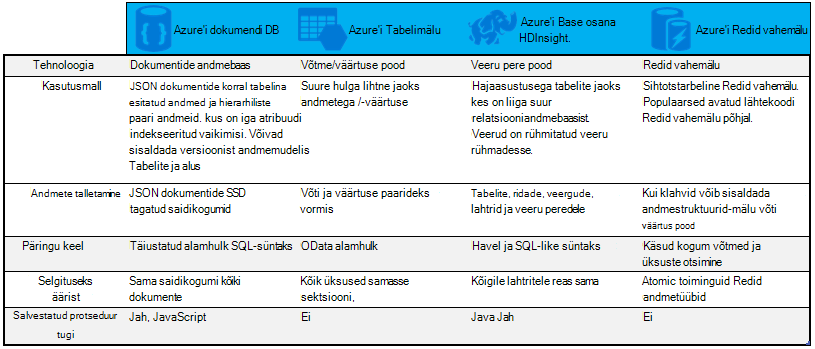 Azure'i dokumendi DB
Azure'i Tabelimälu
Azure'i Base osana
HDInsight.
Azure'i Redid vahemälu
Tehnoloogia
Dokumentide andmebaas
Võtme/väärtuse pood
Veeru pere pood
Redid vahemälu
Kasutusmall
JSON dokumentide korral tabelina
esitatud andmed ja hierarhiliste
paari andmeid. kus on iga atribuudi
indekseeritud vaikimisi. Võivad
sisaldada versioonist andmemudelis
Tabelite ja alus
Suure hulga lihtne jaoks
andmetega /-väärtuse
Hajaasustusega tabelite jaoks
kes on liiga suur
relatsiooniandmebaasist.
Veerud on rühmitatud veeru
rühmadesse.
Sihtotstarbeline Redid vahemälu.
Populaarsed avatud lähtekoodi
Redid vahemälu põhjal.
Andmete talletamine
JSON dokumentide SSD
tagatud saidikogumid
Võti ja väärtuse paarideks
vormis
Tabelite, ridade, veergude,
lahtrid ja veeru peredele
Kui klahvid võib sisaldada
andmestruktuurid-mälu võti
väärtus pood
Päringu keel
Täiustatud alamhulk SQL-süntaks
OData alamhulk
Havel ja SQL-like süntaks
Käsud kogum võtmed ja
üksuste otsimine
Selgituseks
äärist
Sama saidikogumi kõiki
dokumente
Kõik üksused samasse
sektsiooni,
Kõigile lahtritele reas sama
Atomic toiminguid Redid
andmetüübid
Salvestatud protseduur
tugi
Jah, JavaScript
Ei
Java Jah
Ei